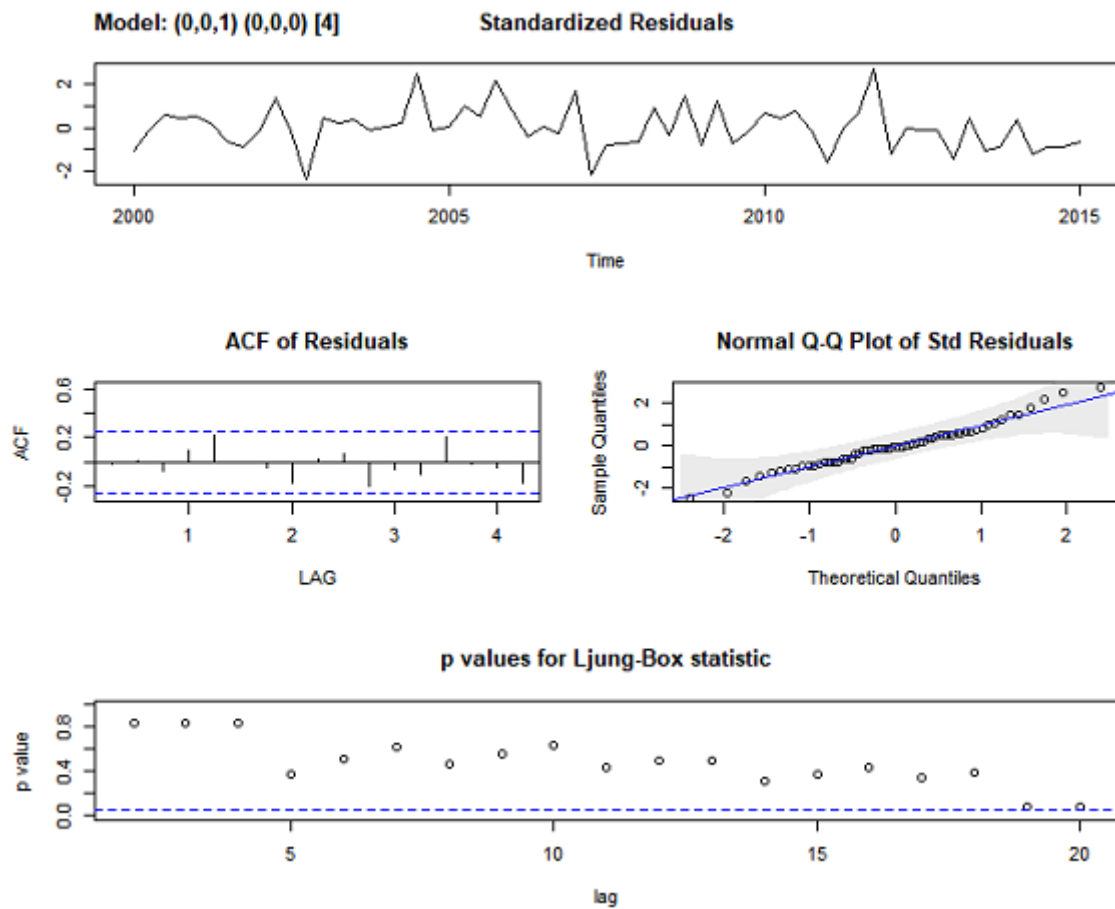 Model: (0,0,1) (0,0,0) [4] Standardized Residuals
2
0
-2
2000 2005 2010 2015
Time
ACF of Residuals
ACF
0.6
0.2
-0.2
1 2 3 4
LAG
Normal Q-Q Plot of Std Residuals
Sample Quantiles
2
0
-2
-2 -1 0 1 2
Theoretical Quantiles
p values for Ljung-Box statistic
p value
0.8
0.4
0.0
5 10 15 20
lag